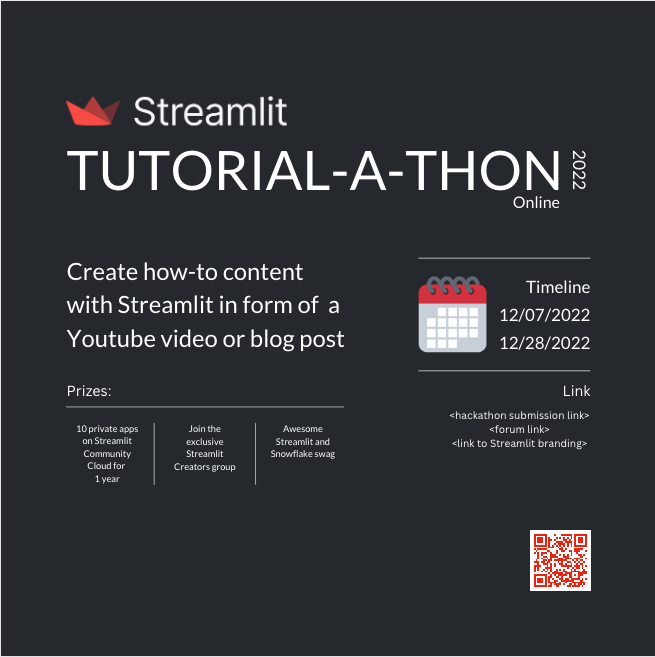 Streamlit
TUTORIAL-A-THON
2022
Online
Create how-to content
with Streamlit in form of a
Youtube video or blog post
Timeline
12/07/2022
12/28/2022
Prizes:
10 private apps
on Streamlit
Community
Cloud for
1 year
Join the
exclusive
Streamlit
Creators group
Awesome
Streamlit and
Snowflake swag
Link
<hackathon submission link>
<forum link>
<link to Streamlit branding>